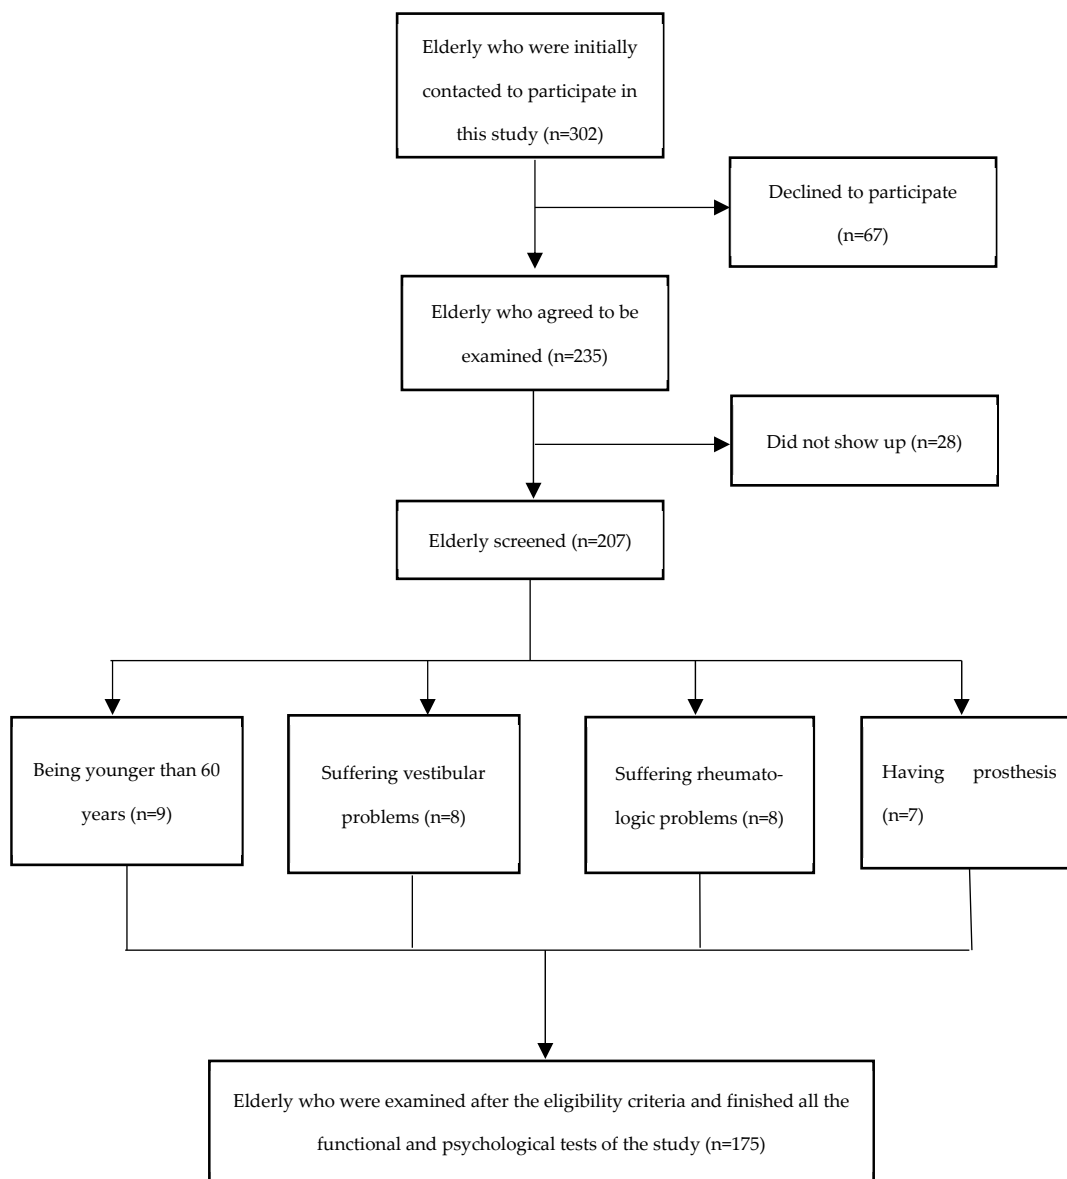 Elderly who were initially
contacted to participate in
this study (n=302)
Declined to participate
(n=67)
Elderly who agreed to be
examined (n=235)
Did not show up (n=28)
Elderly screened (n=207)
Being younger than 60
years (n=9)
Suffering vestibular
problems (n=8)
Suffering rheumato-
logic problems (n=8)
Having prosthesis
(n=7)
Elderly who were examined after the eligibility criteria and finished all the
functional and psychological tests of the study (n=175)